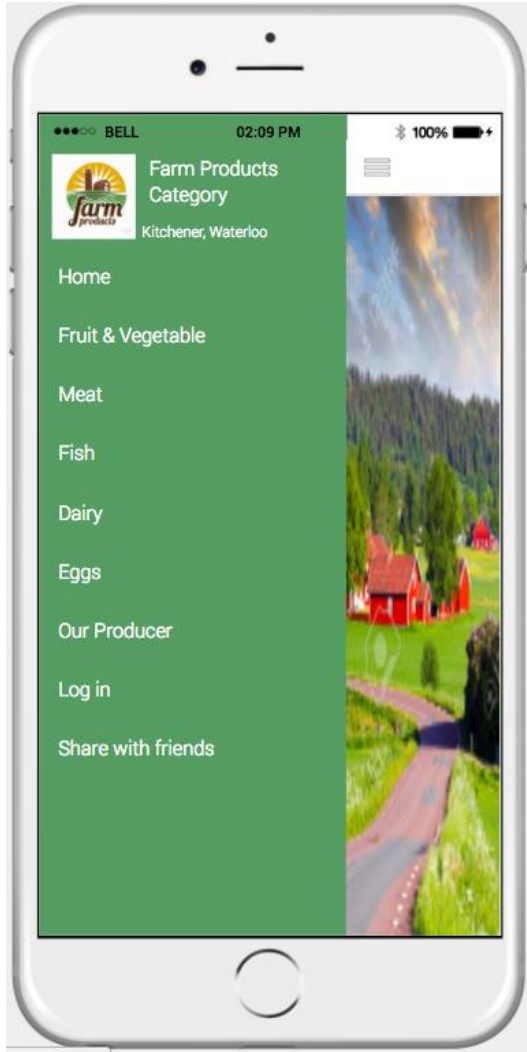 BELL 02:09 PM 100%
farm
products
Farm Products
Category
Kitchener, Waterloo
Home
Fruit & Vegetable
Meat
Fish
Dairy
Eggs
Our Producer
Log in
Share with friends